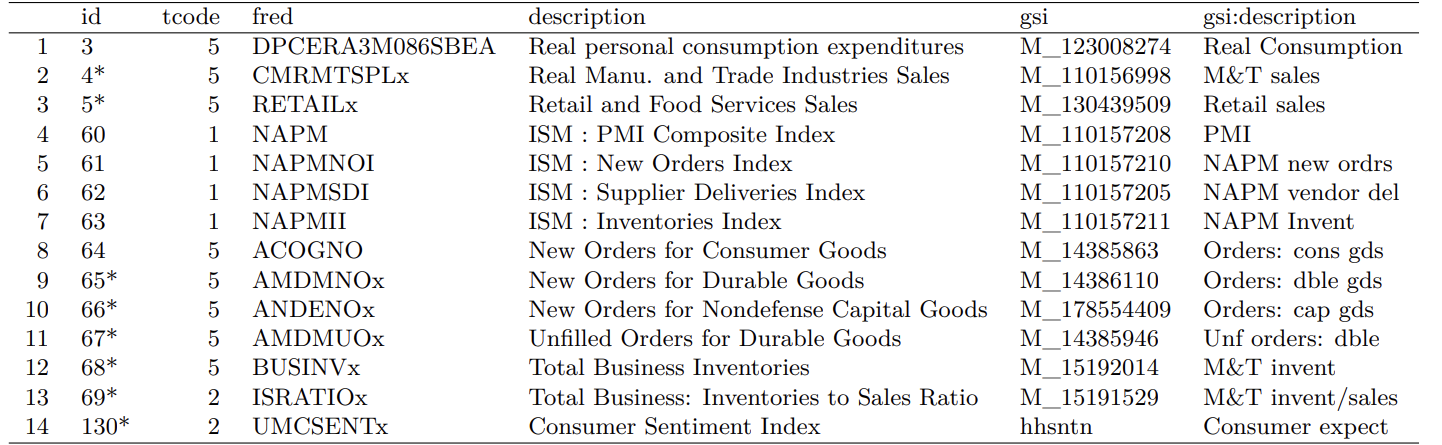 id tcode fred description gsi gsi:description
1 3 5 DPCERA3M086SBEA Real personal consumption expenditures M_123008274 Real Consumption
2 4* 5 CMRMTSPLx Real Manu. and Trade Industries Sales M_110156998 M&T sales
3 5* 5 RETAILx Retail and Food Services Sales M_130439509 Retail sales
4 60 1 NAPM ISM : PMI Composite Index M_110157208 PMI
5 61 1 NAPMNOI ISM : New Orders Index M_110157210 NAPM new ordrs
6 62 1 NAPMSDI ISM : Supplier Deliveries Index M_110157205 NAPM vendor del
7 63 1 NAPMII ISM : Inventories Index M_110157211 NAPM Invent
8 64 5 ACOGNO New Orders for Consumer Goods M_14385863 Orders: cons gds
9 65* 5 AMDMNOx New Orders for Durable Goods M_14386110 Orders: dble gds
10 66* 5 ANDENOx New Orders for Nondefense Capital Goods M_178554409 Orders: cap gds
11 67* 5 AMDMUOx Unfilled Orders for Durable Goods M_14385946 Unf orders: dble
12 68* 5 BUSINVx Total Business Inventories M_15192014 M&T invent
13 69* 2 ISRATIOx Total Business: Inventories to Sales Ratio M_15191529 M&T invent/sales
14 130* 2 UMCSENTx Consumer Sentiment Index hhsntn Consumer expect